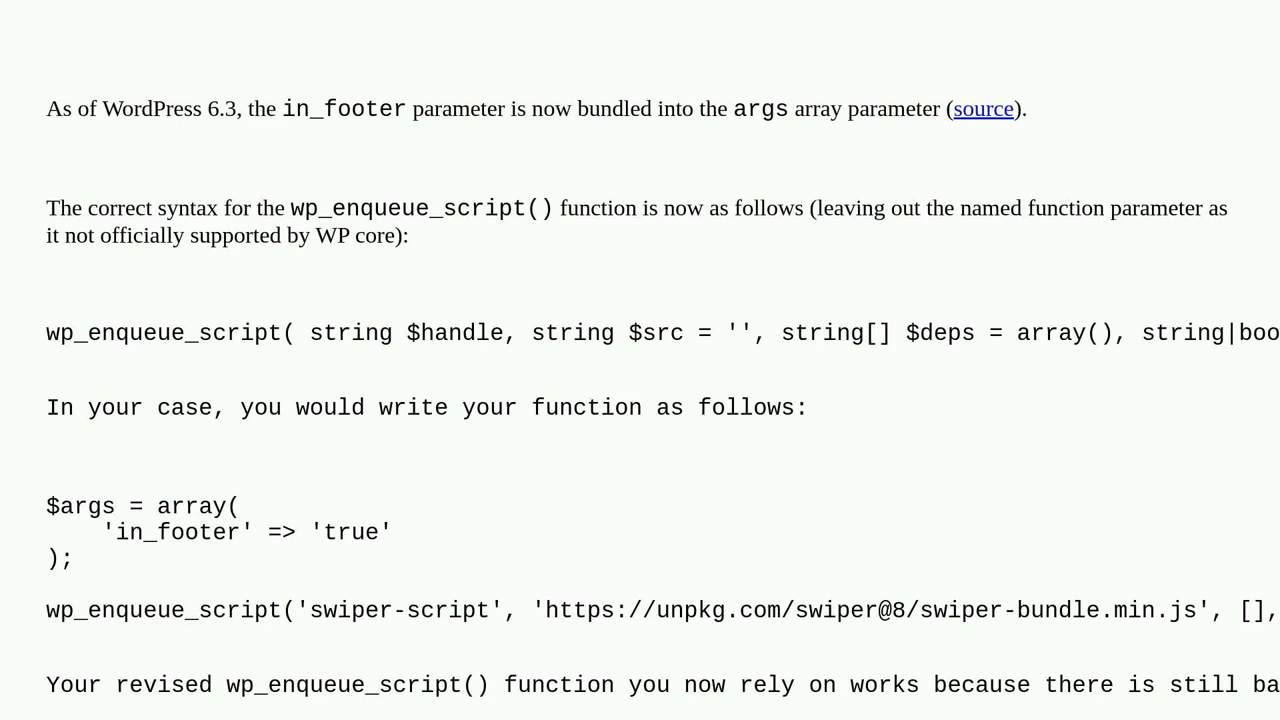 As of WordPress 6.3, the in_footer parameter is now bundled into the args array parameter (source).
The correct syntax for the wp_enqueue_script() function is now as follows (leaving out the named function parameter as
it not officially supported by WP core):
wp_enqueue_script( string $handle, string $src = '', string[] $deps = array(), string|boo
In your case, you would write your function as follows:
$args = array(
    'in_footer' => 'true'
);
wp_enqueue_script('swiper-script', 'https://unpkg.com/swiper@8/swiper-bundle.min.js', [],
Your revised wp_enqueue_script() function you now rely on works because there is still ba